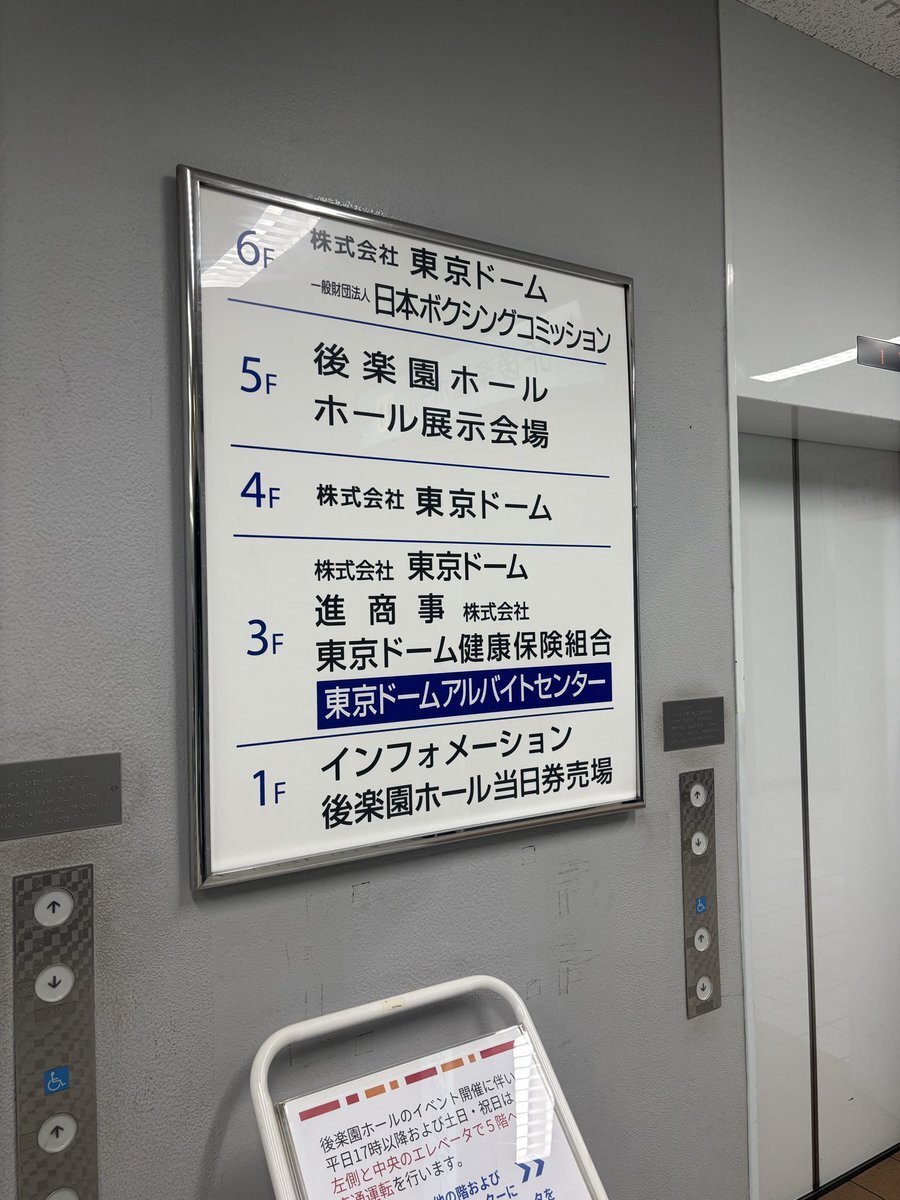 6F 株式会社 東京ドーム
一般財団法人 日本ボクシングコミッション
5F 後楽園ホール
ホール展示会場
4F 株式会社 東京ドーム
株式会社 東京ドーム
3F 進商事 株式会社
東京ドーム健康保険組合
東京ドームアルバイトセンター
1F インフォメーション
後楽園ホール当日券売場
後楽園ホールのイベント開催に伴い
平日17時以降および土日・祝日は
左側と中央のエレベータで5階へ
通運転を行います。
他の階および